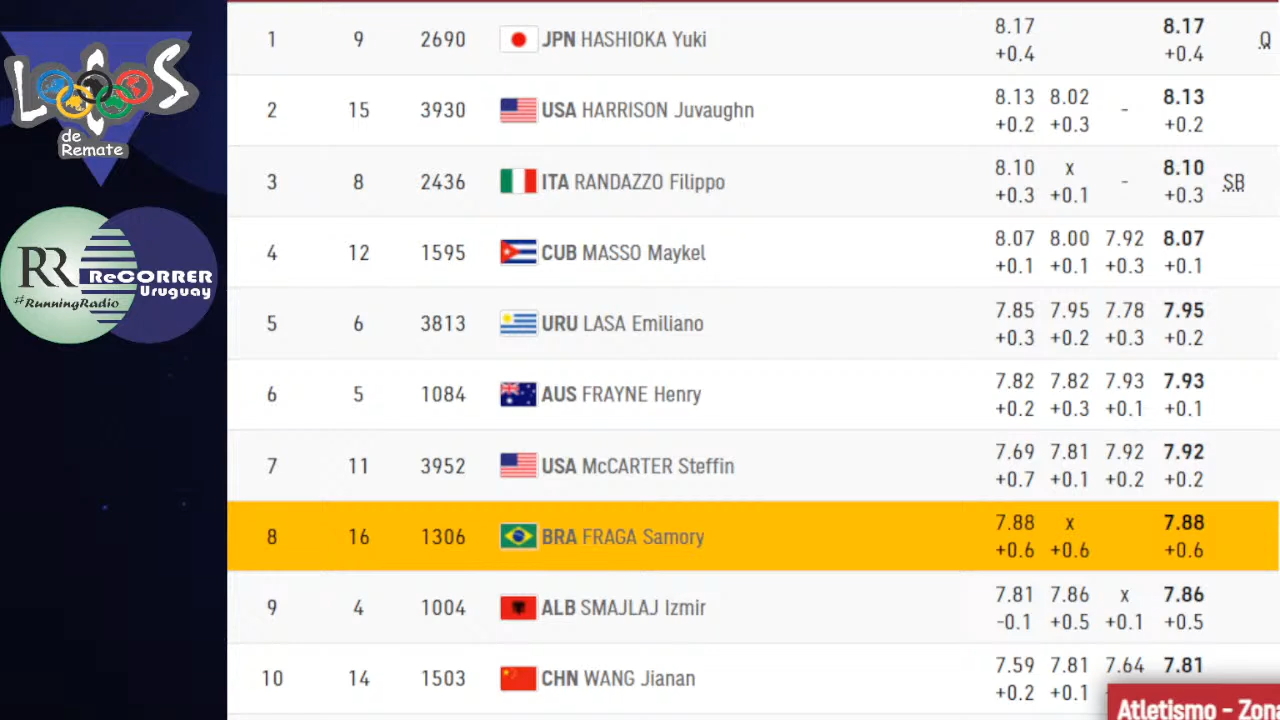 LOCOS
de
Remate
RR
#RunningRadio
ReCORRER
Uruguay
1 9 2690 JPN HASHIOKA Yuki 8.17 8.17 Q
+0.4 +0.4
2 15 3930 USA HARRISON Juvaughn 8.13 8.02 - 8.13
+0.2 +0.3 +0.2
3 8 2436 ITA RANDAZZO Filippo 8.10 x - 8.10 SB
+0.3 +0.1 +0.3
4 12 1595 CUB MASSO Maykel 8.07 8.00 7.92 8.07
+0.1 +0.1 +0.3 +0.1
5 6 3813 URU LASA Emiliano 7.85 7.95 7.78 7.95
+0.3 +0.2 +0.3 +0.2
6 5 1084 AUS FRAYNE Henry 7.82 7.82 7.93 7.93
+0.2 +0.3 +0.1 +0.1
7 11 3952 USA McCARTER Steffin 7.69 7.81 7.92 7.92
+0.7 +0.1 +0.2 +0.2
8 16 1306 BRA FRAGA Samory 7.88 x 7.88
+0.6 +0.6 +0.6
9 4 1004 ALB SMAJLAJ Izmir 7.81 7.86 x 7.86
-0.1 +0.5 +0.1 +0.5
10 14 1503 CHN WANG Jianan 7.59 7.81 7.64 7.81
+0.2 +0.1
Atletismo - Zona